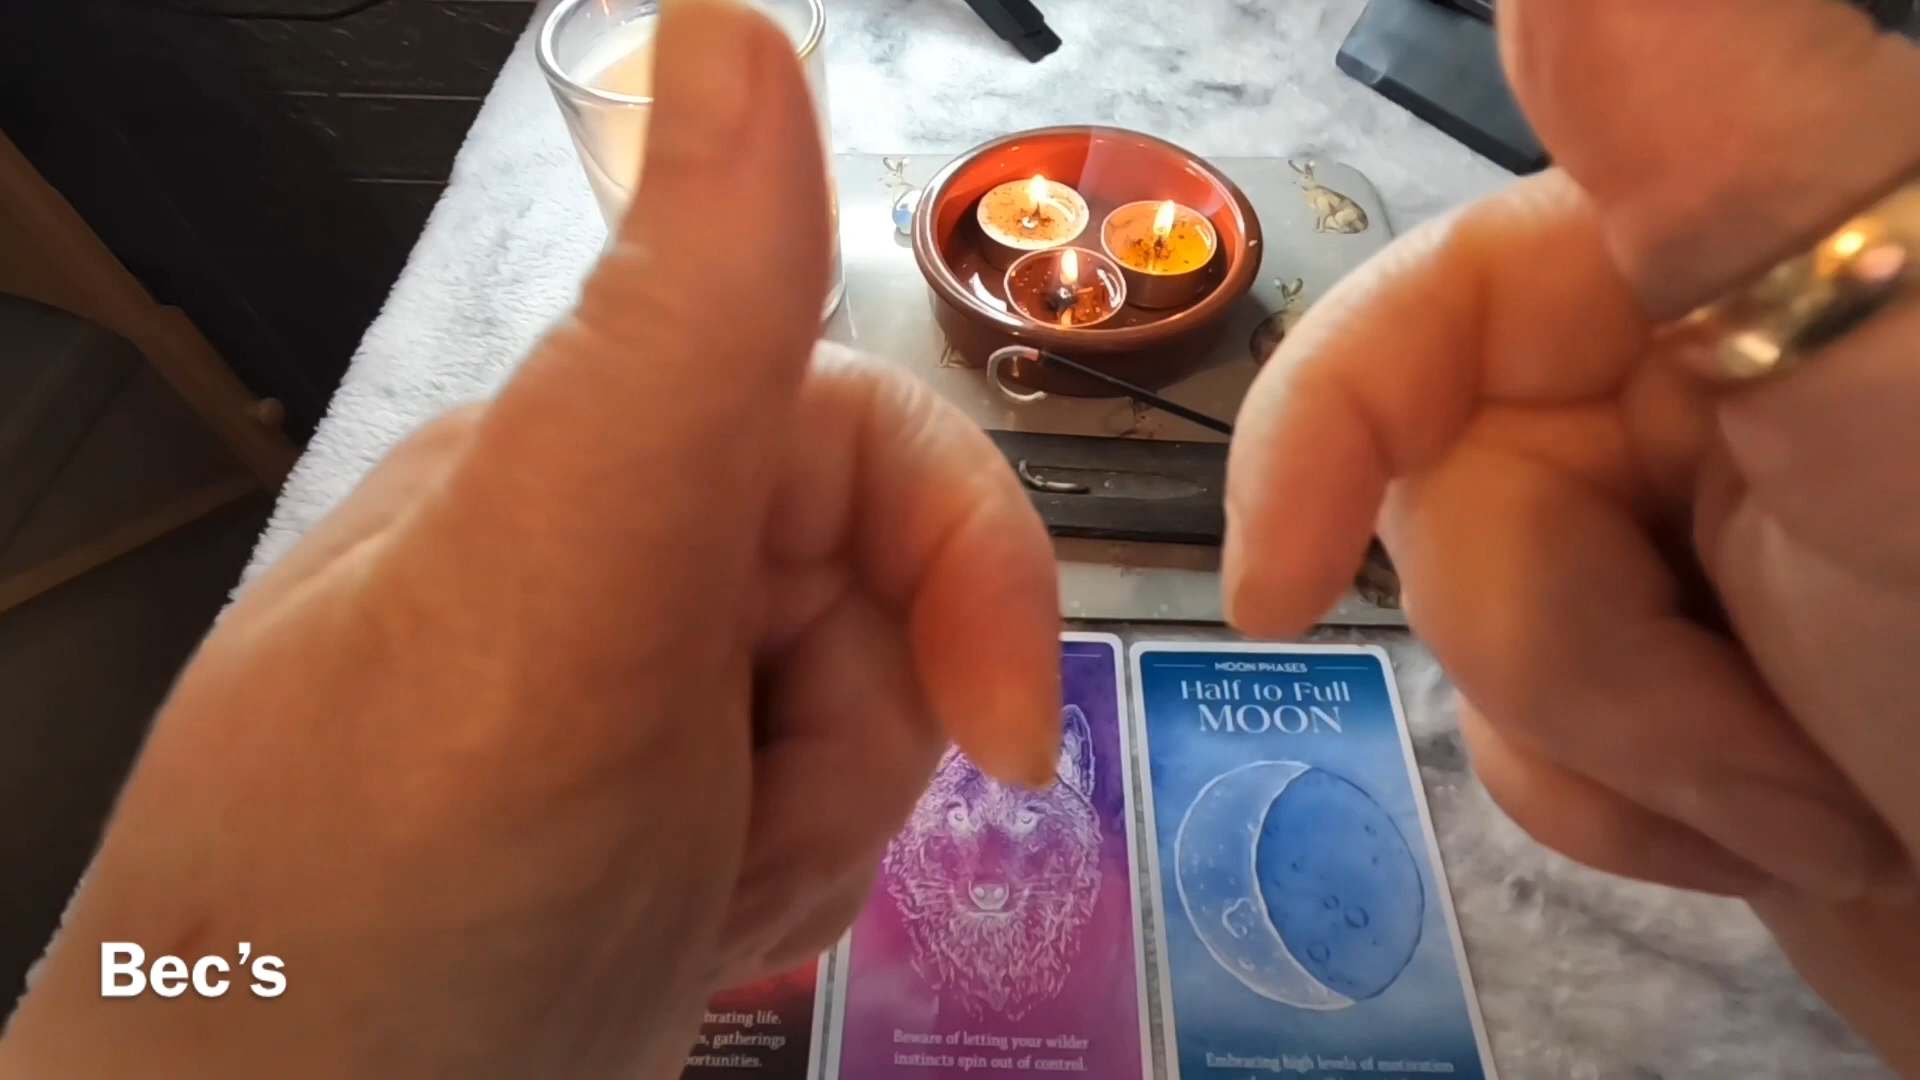 MOON PHASES
Half to Full
MOON
brating life.
s, gatherings
ortunities.
Beware of letting your wilder
instincts spin out of control.
Embracing high levels of motivation
Bec's